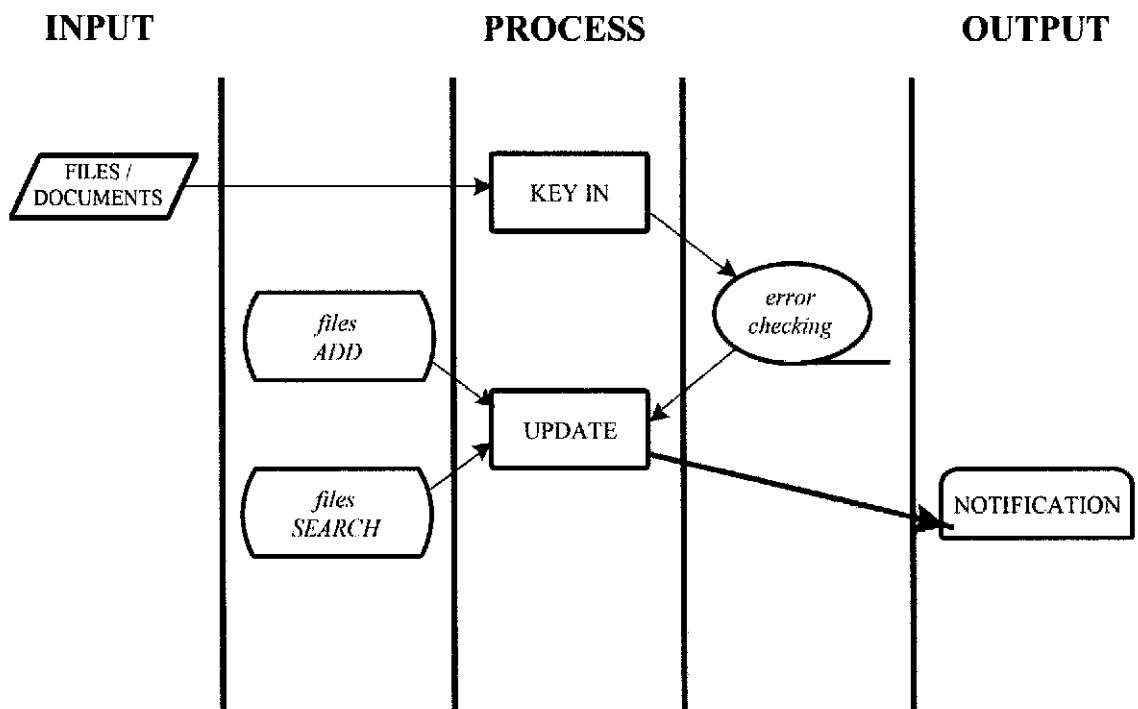 INPUT
PROCESS
OUTPUT
FILES /
DOCUMENTS
KEY IN
error
checking
files
ADD
UPDATE
files
SEARCH
NOTIFICATION